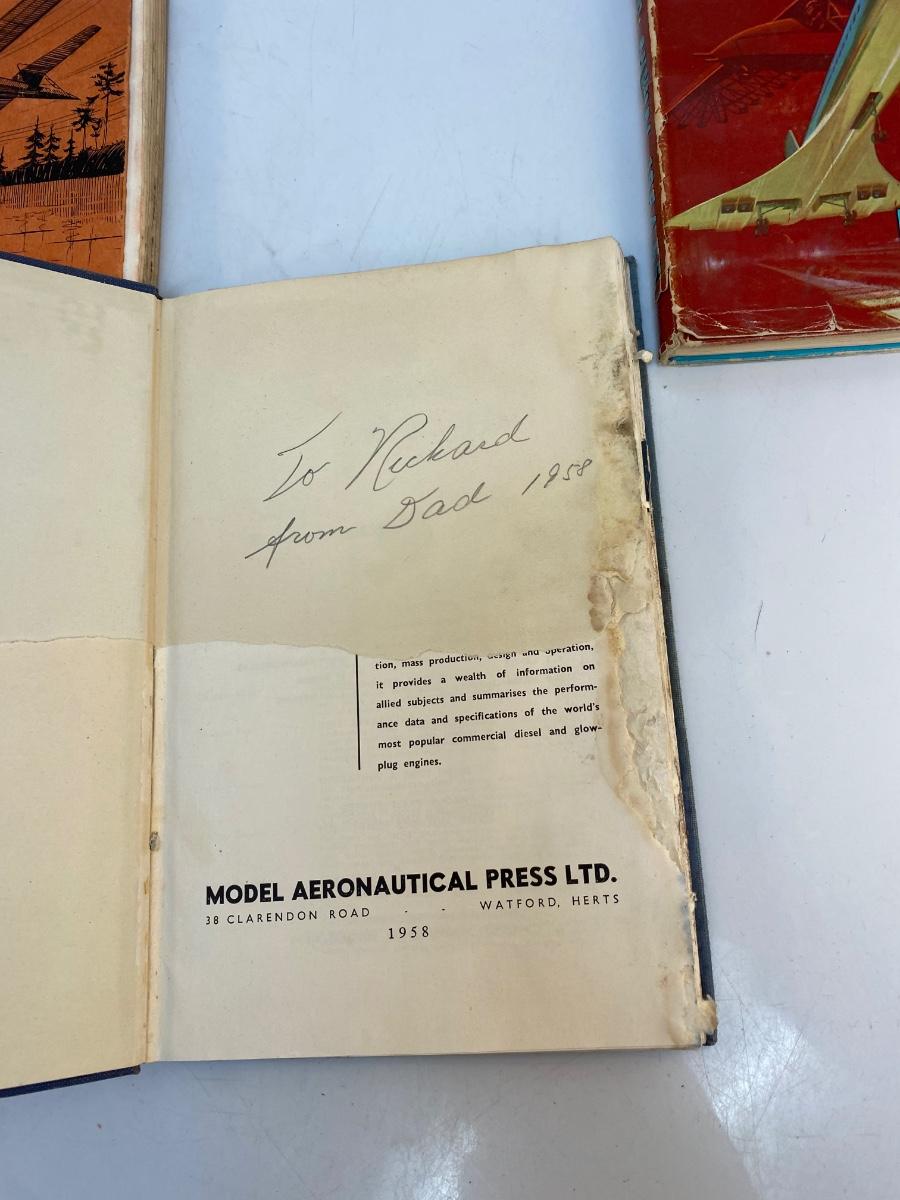 To Richard
from Dad 1958
tion, mass production, design and operation,
it provides a wealth of information on
allied subjects and summarises the perform-
ance data and specifications of the world's
most popular commercial diesel and glow-
plug engines.
MODEL AERONAUTICAL PRESS LTD.
38 CLARENDON ROAD - - WATFORD, HERTS
1958